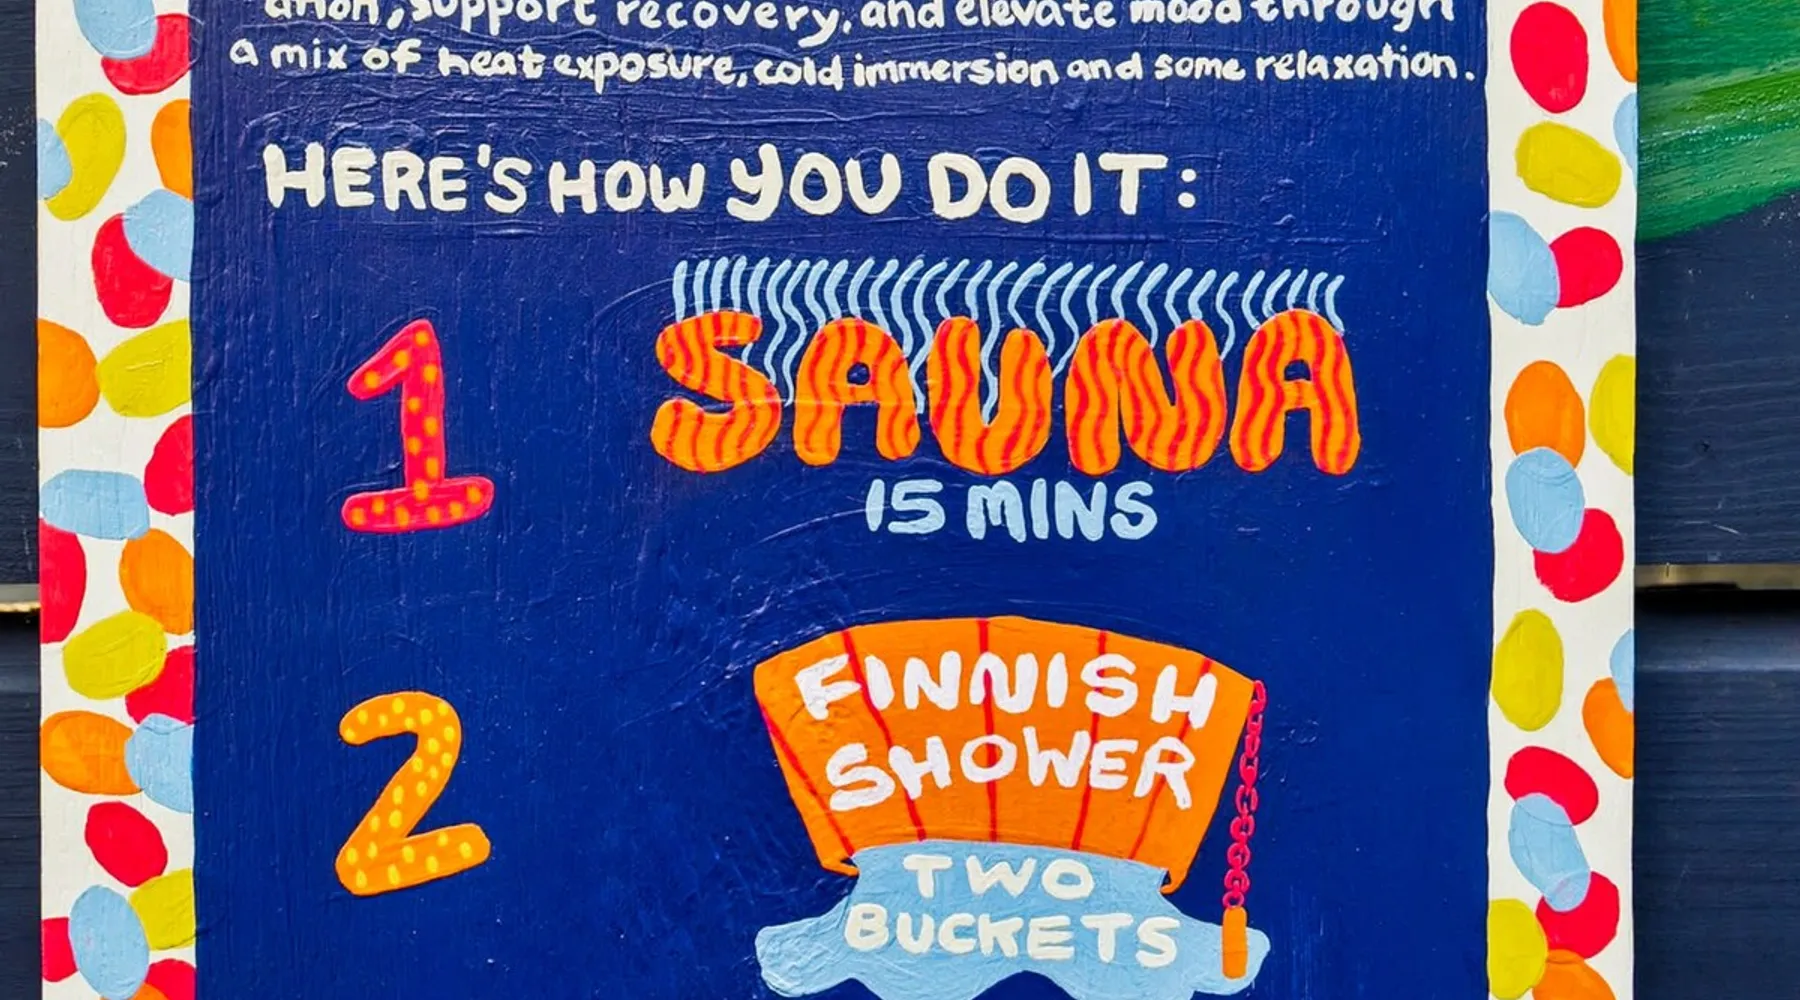 ation, support recovery, and elevate mood through
a mix of heat exposure, cold immersion and some relaxation.
HERE'S HOW YOU DO IT:
1
SAUNA
15 MINS
2
FINNISH
SHOWER
TWO
BUCKETS